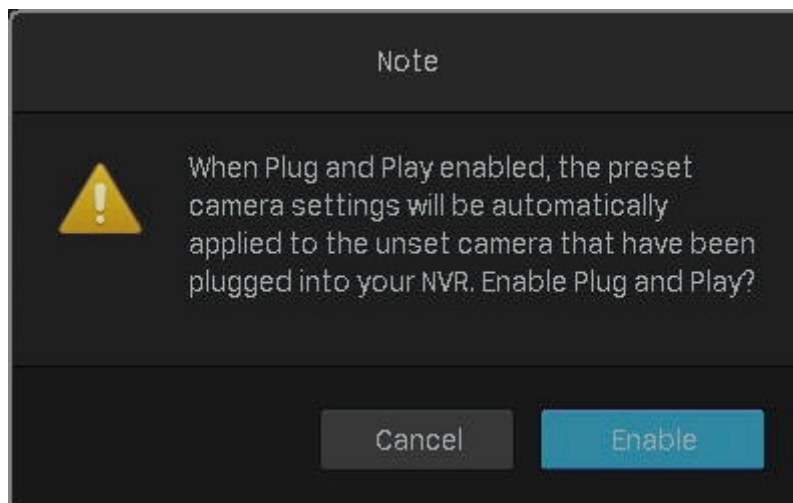 Note
When Plug and Play enabled, the preset
camera settings will be automatically
applied to the unset camera that have been
plugged into your NVR. Enable Plug and Play?
Cancel
Enable